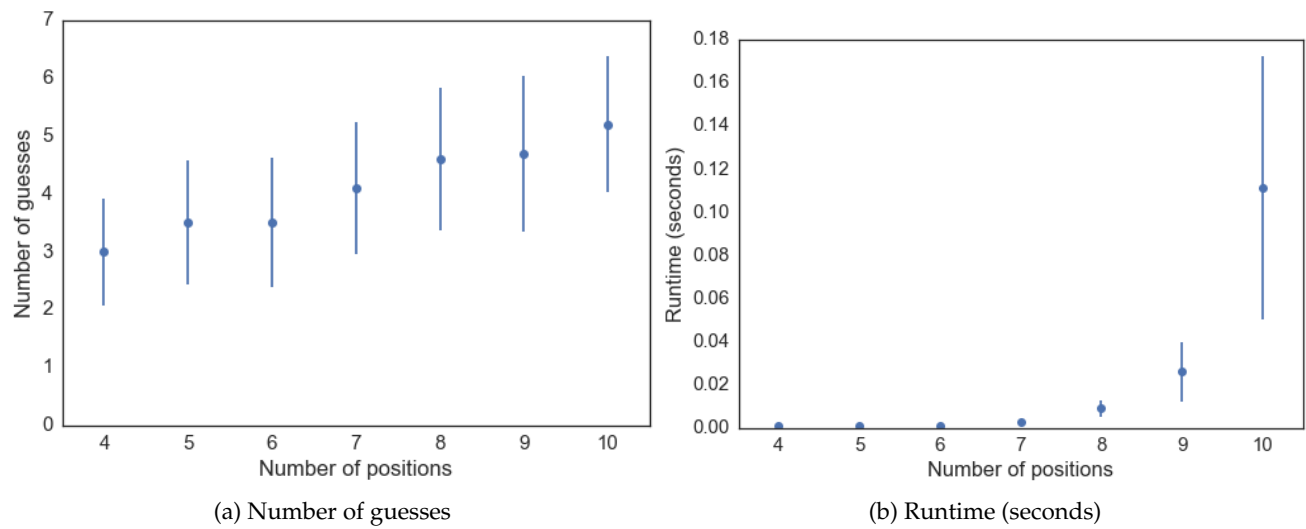 7
6
5
4
3
2
1
0
Number of guesses
4 5 6 7 8 9 10
Number of positions
(a) Number of guesses
0.18
0.16
0.14
0.12
0.10
0.08
0.06
0.04
0.02
0.00
Runtime (seconds)
4 5 6 7 8 9 10
Number of positions
(b) Runtime (seconds)